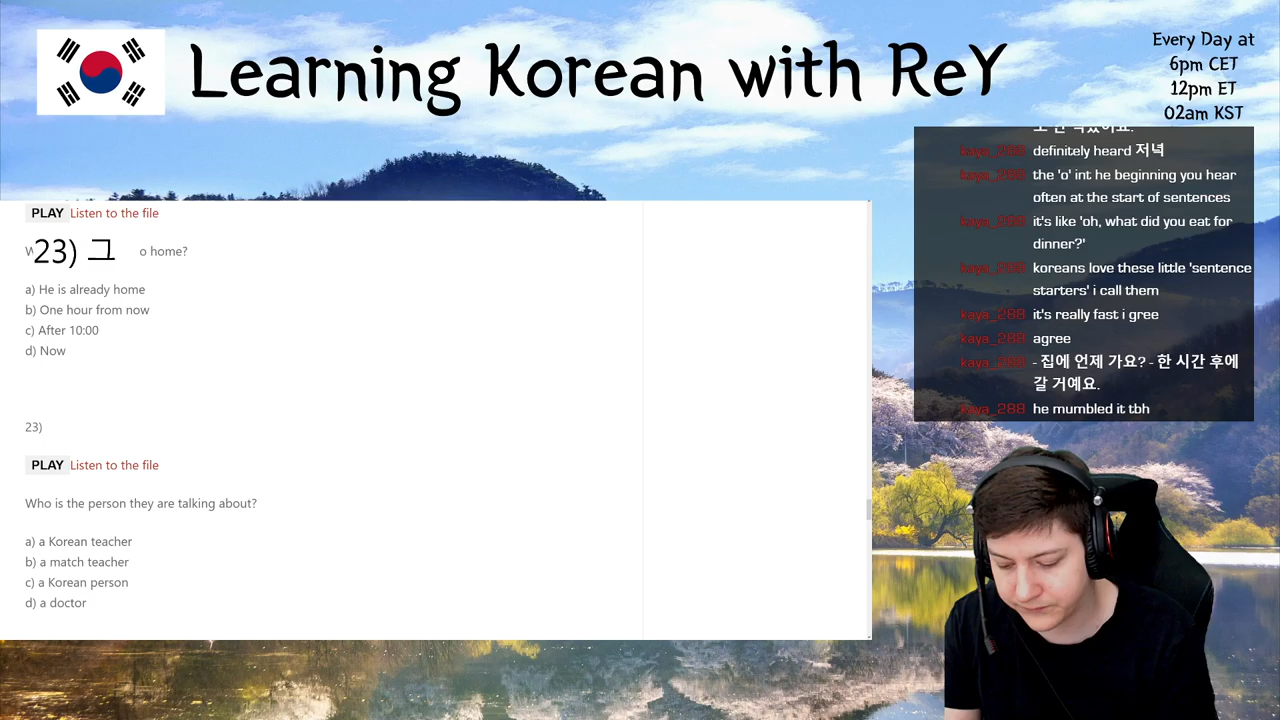 Learning Korean with ReY
Every Day at
6pm CET
12pm ET
02am KST
PLAY Listen to the file
23) 그
o home?
a) He is already home
b) One hour from now
c) After 10:00
d) Now
23)
PLAY Listen to the file
Who is the person they are talking about?
a) a Korean teacher
b) a match teacher
c) a Korean person
d) a doctor
kaya_288 definitely heard 저녁
kaya_288 the 'o' int he beginning you hear
often at the start of sentences
kaya_288 it's like 'oh, what did you eat for
dinner?'
kaya_288 koreans love these little 'sentence
starters' i call them
kaya_288 it's really fast i gree
kaya_288 agree
kaya_288 - 집에 언제 가요? - 한 시간 후에
갈 거예요.
kaya_288 he mumbled it tbh